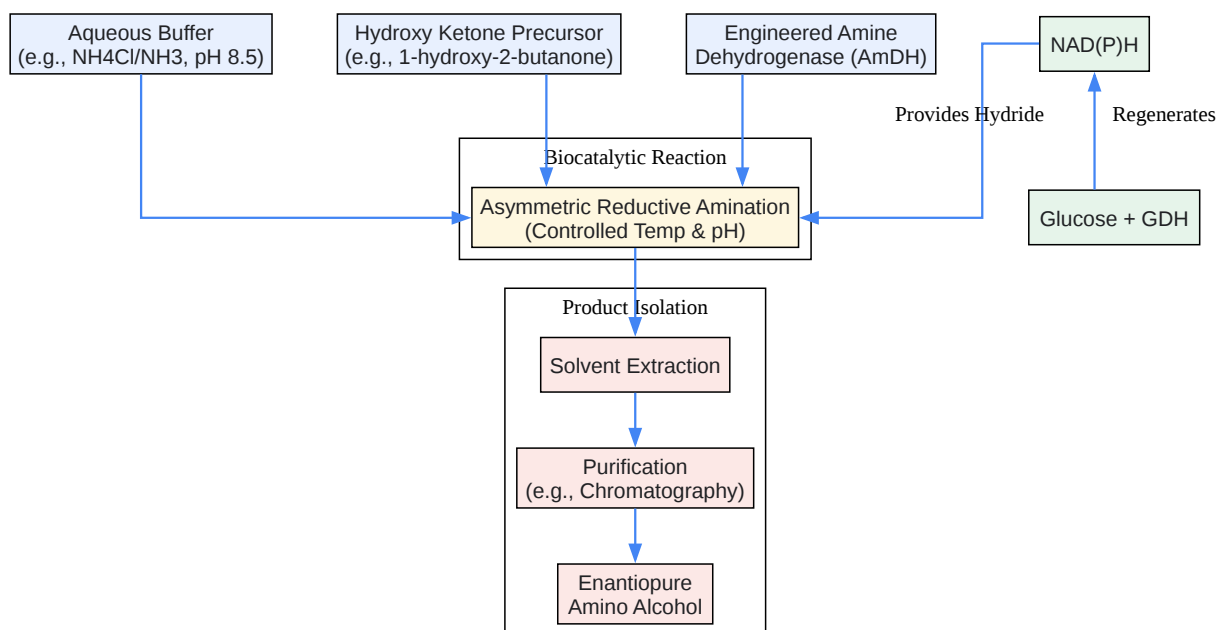 Aqueous Buffer
(e.g., NH4Cl/NH3, pH 8.5)
Hydroxy Ketone Precursor
(e.g., 1-hydroxy-2-butanone)
Engineered Amine
Dehydrogenase (AmDH)
NAD(P)H
Provides Hydride
Regenerates
Biocatalytic Reaction
Asymmetric Reductive Amination
(Controlled Temp & pH)
Glucose + GDH
Product Isolation
Solvent Extraction
Purification
(e.g., Chromatography)
Enantiopure
Amino Alcohol